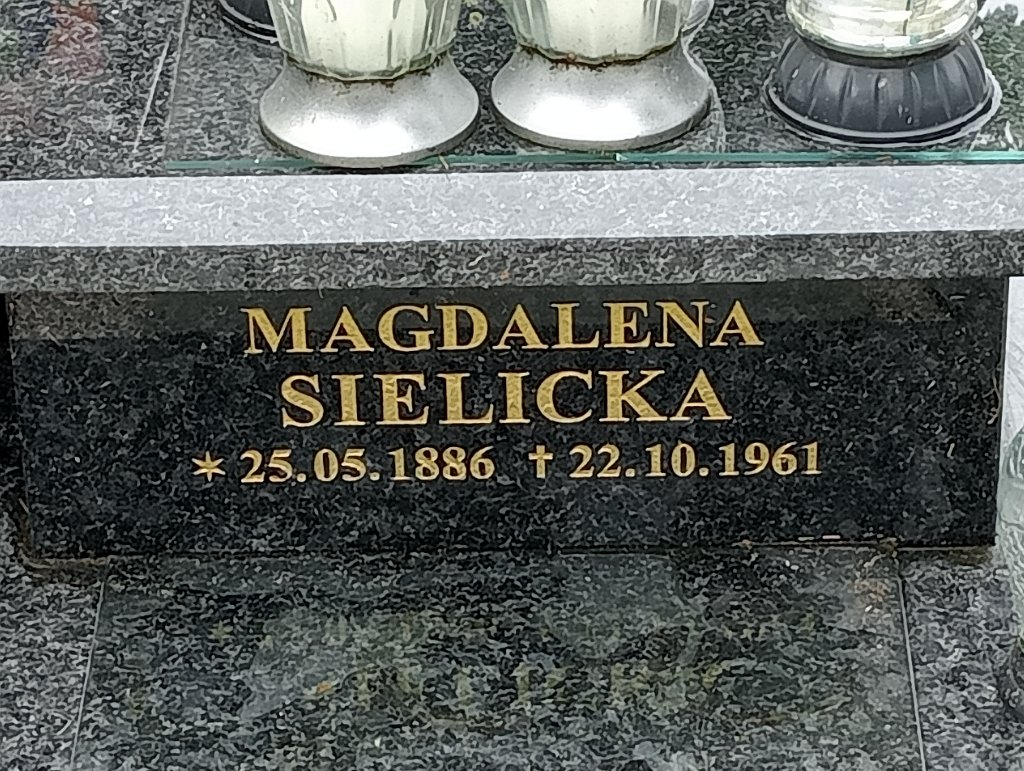 MAGDALENA
SIELICKA
* 25.05.1886 † 22.10.1961